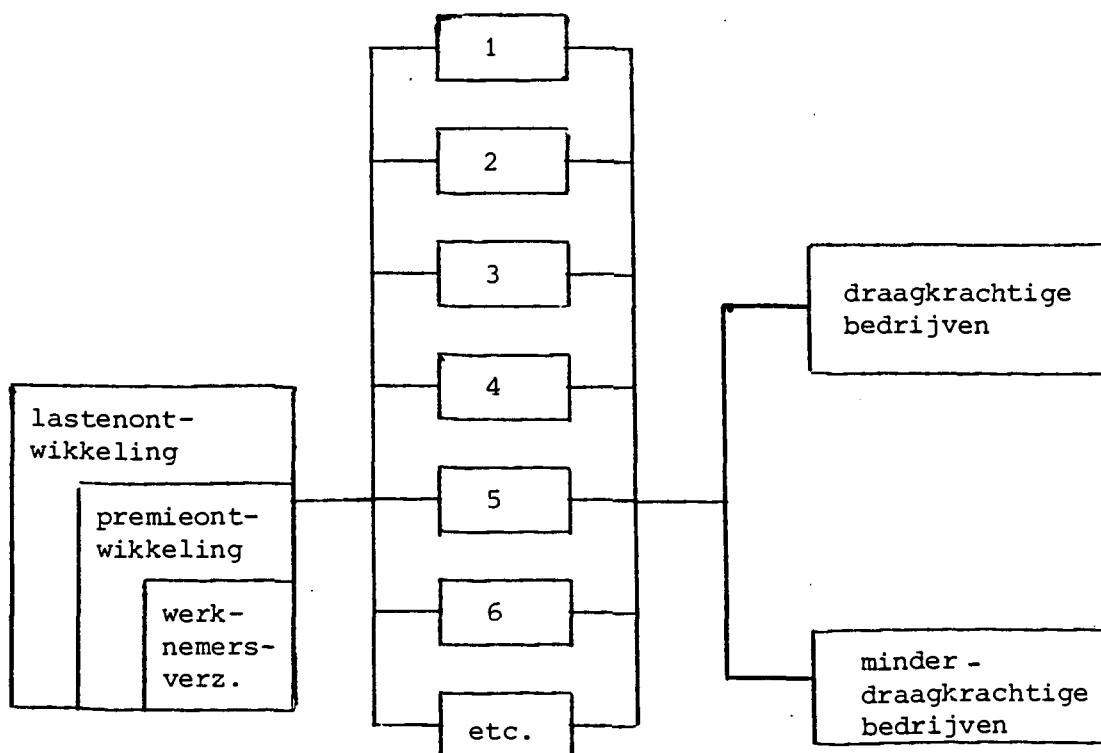 lastenont-
wikkeling
premieont-
wikkeling
werk-
nemers-
verz.
1
2
3
4
5
6
etc.
draagkrachtige
bedrijven
minder-
draagkrachtige
bedrijven